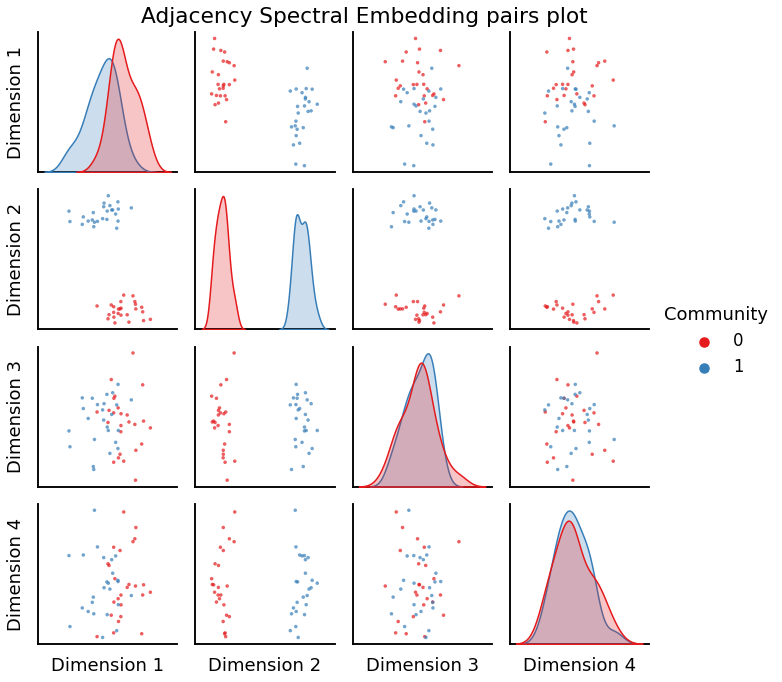 Adjacency Spectral Embedding pairs plot
Dimension 1
Dimension 2
Dimension 3
Dimension 4
Community
0
1
Dimension 1
Dimension 2
Dimension 3
Dimension 4